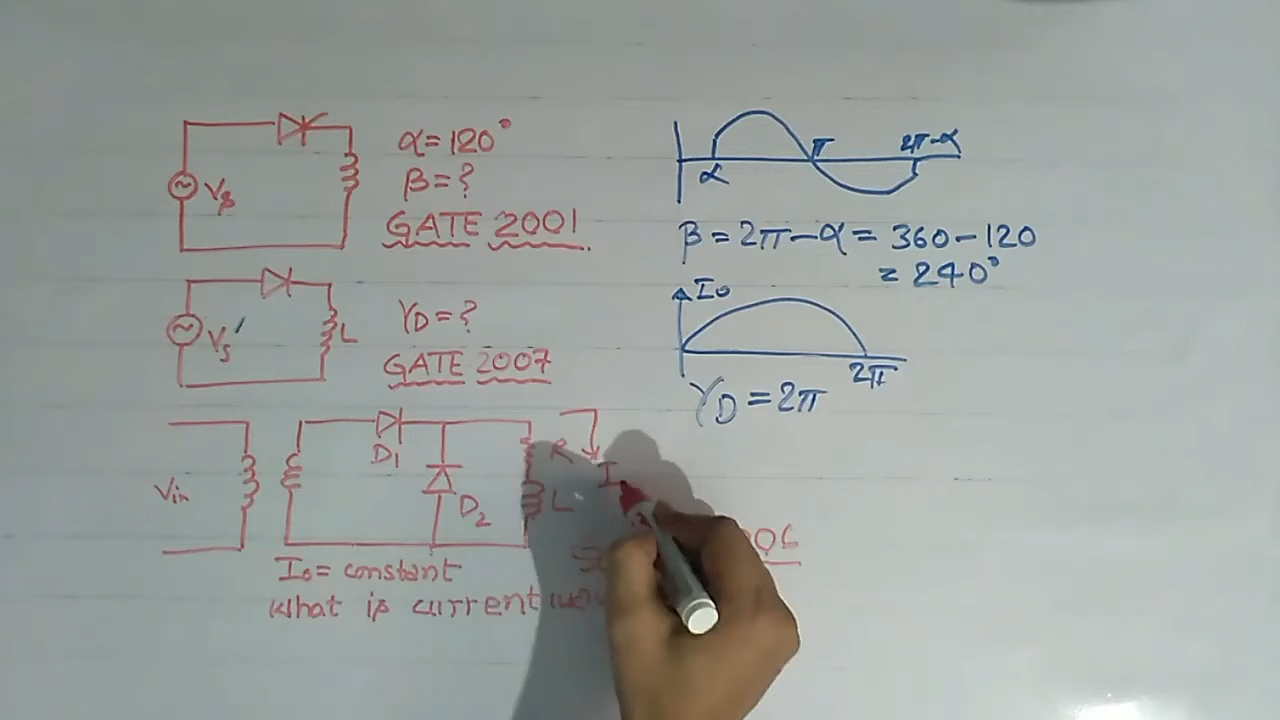 Vs
α = 120°
β = ?
GATE 2001
α
π
2π-α
β = 2π-α = 360-120
= 240°
Vs
L
γD = ?
GATE 2007
I0
2π
γD = 2π
Vin
D1
D2
R
L
I
I0 = constant
what is current